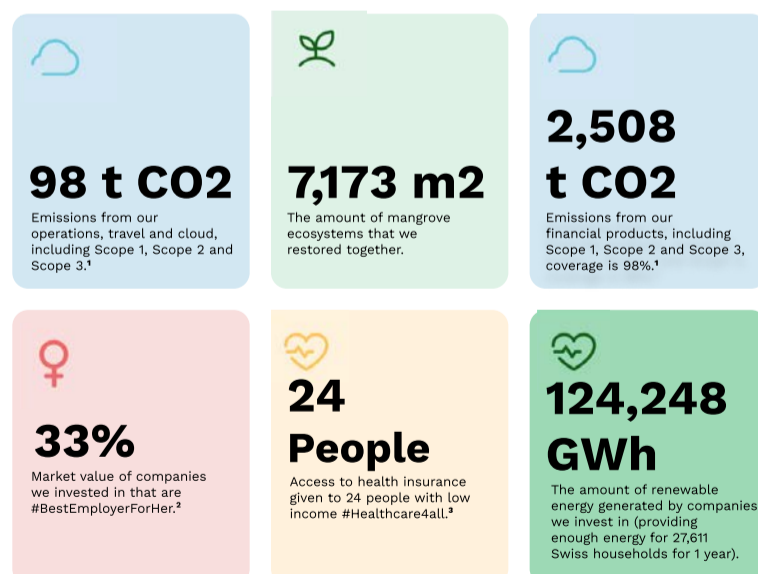 98 t CO2
Emissions from our
operations, travel and cloud,
including Scope 1, Scope 2 and
Scope 3.¹
7,173 m2
The amount of mangrove
ecosystems that we
restored together.
2,508
t CO2
Emissions from our
financial products, including
Scope 1, Scope 2 and Scope 3,
coverage is 98%.¹
33%
Market value of companies
we invested in that are
#BestEmployerForHer.²
24
People
Access to health insurance
given to 24 people with low
income #Healthcare4all.³
124,248
GWh
The amount of renewable
energy generated by companies
we invest in (providing
enough energy for 27,611
Swiss households for 1 year).